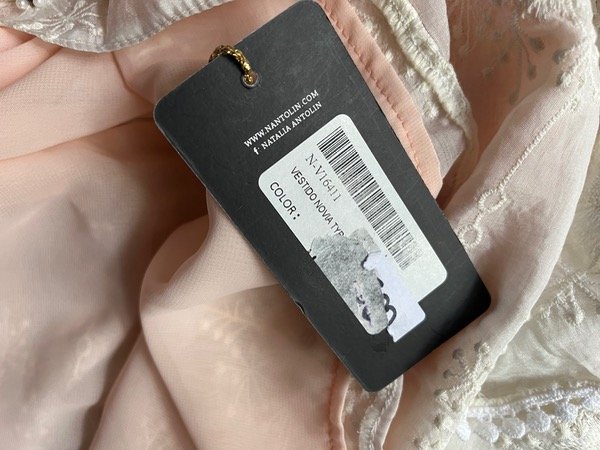 WWW.NANTOLIN.COM
f NATALIA ANTOLIN
N-V16411
VESTIDO NOVIA
COLOR: